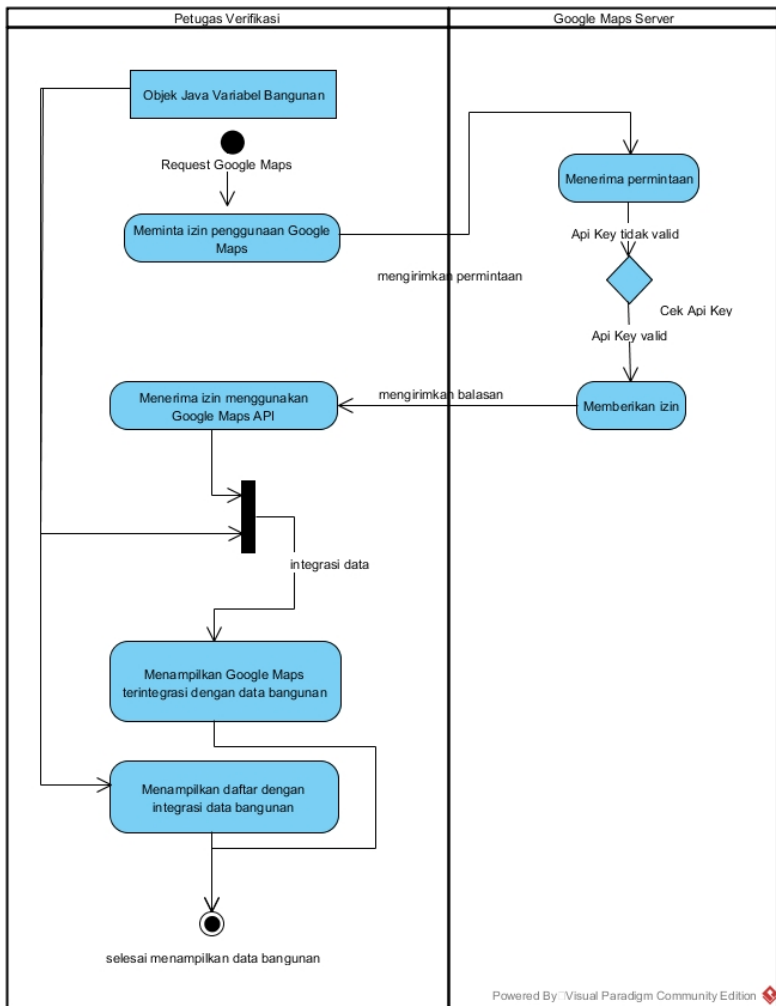 Petugas Verifikasi
Google Maps Server
Objek Java Variabel Bangunan
Request Google Maps
Menerima permintaan
Meminta izin penggunaan Google
Maps
Api Key tidak valid
mengirimkan permintaan
Cek Api Key
Api Key valid
Menerima izin menggunakan
Google Maps API
mengirimkan balasan
Memberikan izin
integrasi data
Menampilkan Google Maps
terintegrasi dengan data bangunan
Menampilkan daftar dengan
integrasi data bangunan
selesai menampilkan data bangunan
Powered By Visual Paradigm Community Edition